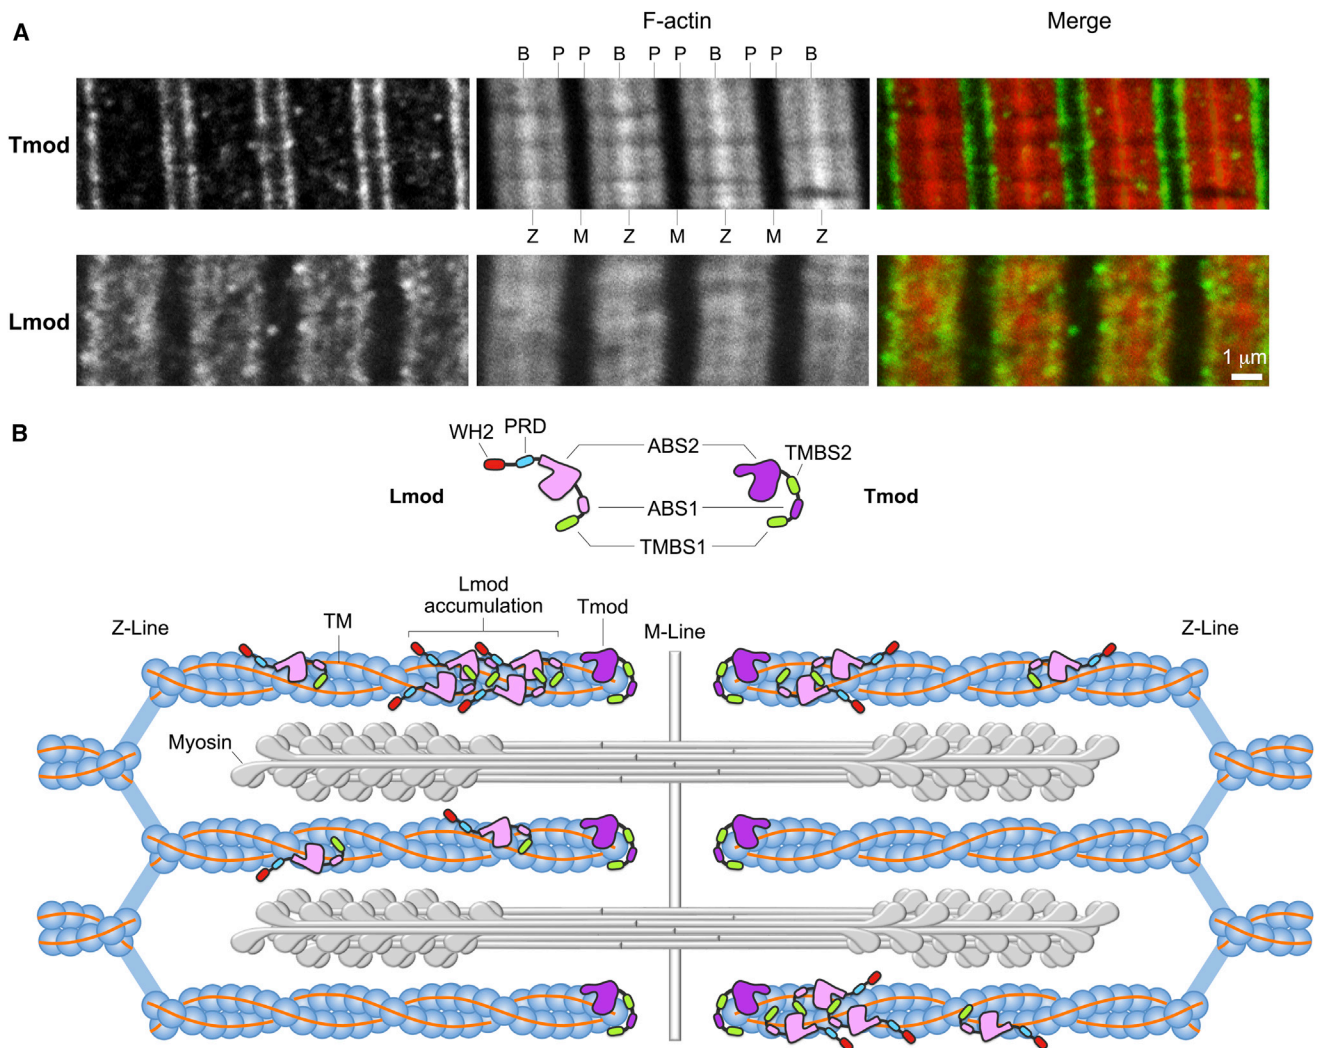 A
F-actin
Merge
B P P B P P B P P B
Tmod
Z M Z M Z M Z
Lmod
1 μm
B
WH2
PRD
ABS2
TMBS2
Lmod
Tmod
ABS1
TMBS1
Lmod
accumulation
Tmod
Z-Line
TM
M-Line
Z-Line
Myosin